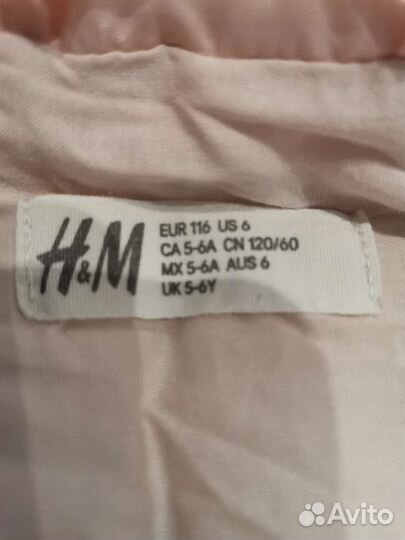 H&M
EUR 116 US 6
CA 5-6A CN 120/60
MX 5-6A AUS 6
UK 5-6Y
Avito